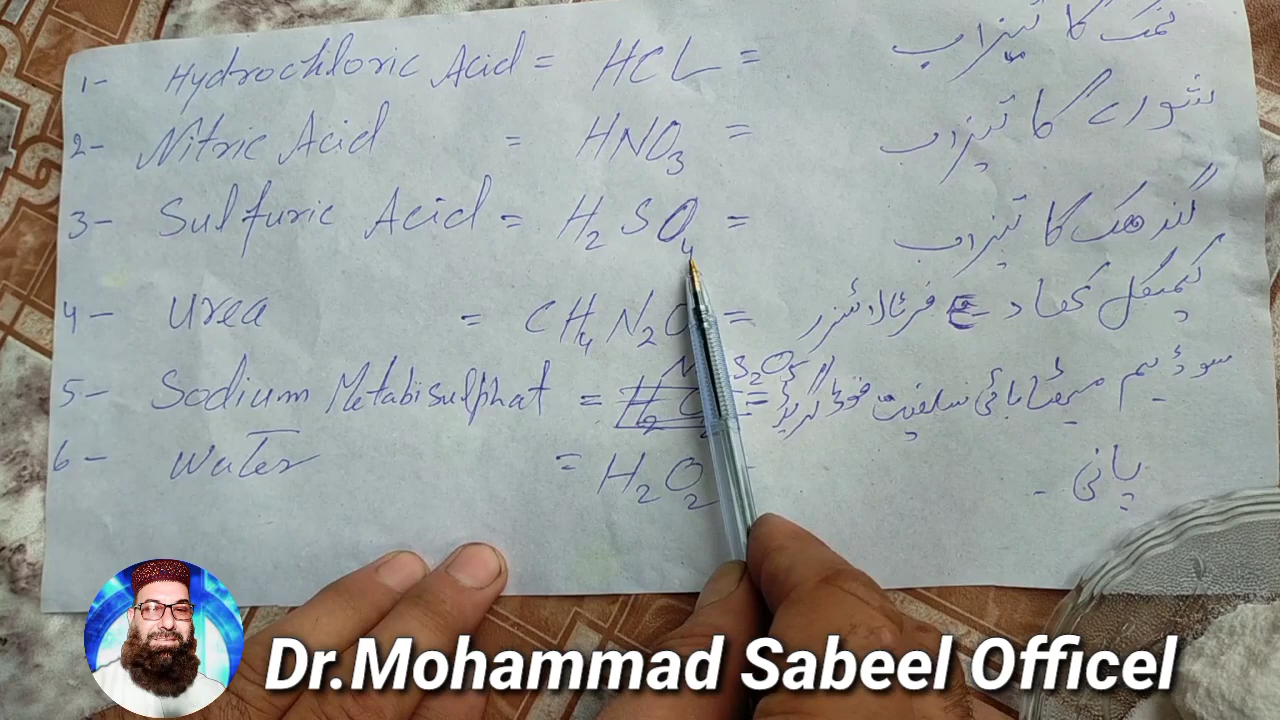 1- Hydrochloric Acid = HCL = نمک کا تیزاب
2- Nitric Acid = HNO3 = شورے کا تیزاب
3- Sulfuric Acid = H2SO4 = گندھک کا تیزاب
4- Urea = CH4N2O = کیمیکل کھاد فرٹالائزر
5- Sodium Metabisulphat = S2O5 = سوڈیم میٹا بائی سلفیٹ فوڈ گریڈ
6- Water = H2O2 پانی -
Dr.Mohammad Sabeel Officel